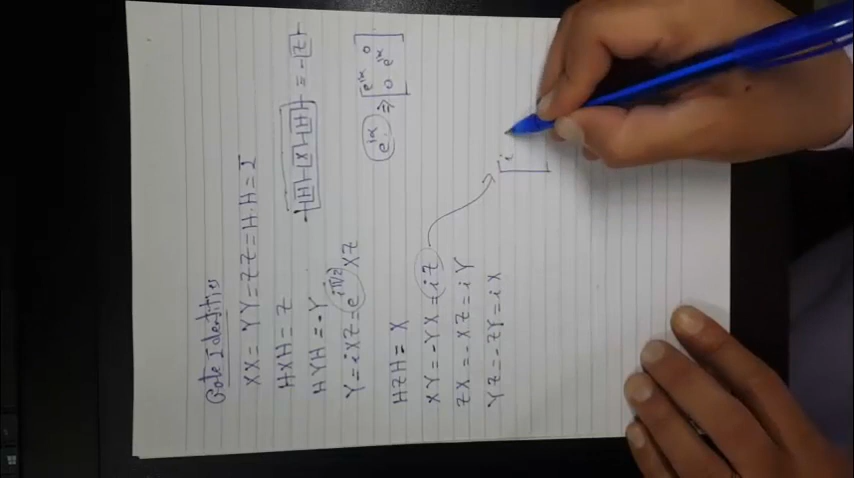 Gate Identities
XX = YY = ZZ = H·H = I
HXH = Z
-[H]-[X]-[H]- = -[Z]-
HYH = -Y
Y = iXZ = e^{iπ/2} XZ
e^{iα} ⇒ [e^{iα} 0
0 e^{iα}]
HZH = X
XY = -YX = iZ
ZX = -XZ = iY
YZ = -ZY = iX
[i